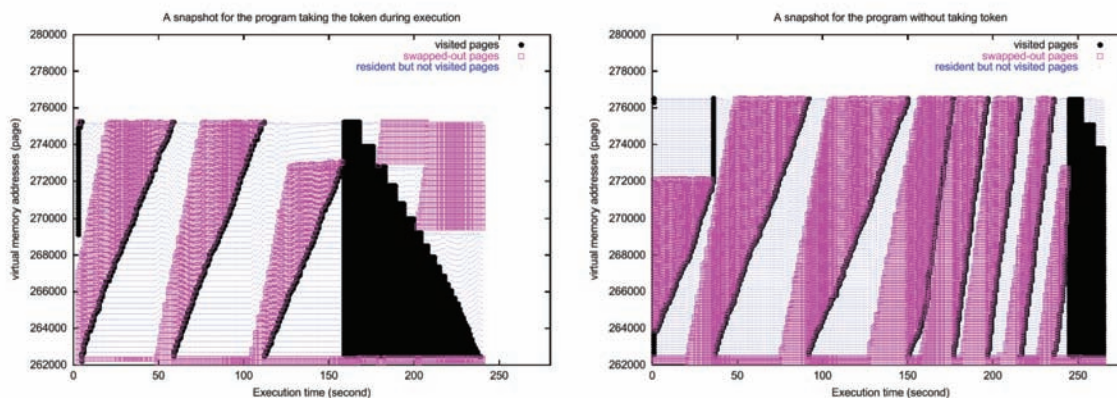 A snapshot for the program taking the token during execution
280000
278000
276000
274000
272000
270000
268000
266000
264000
262000
virtual memory addresses (page)
visited pages
swapped-out pages
resident but not visited pages
0
50
100
150
200
250
Execution time (second)
A snapshot for the program without taking token
280000
278000
276000
274000
272000
270000
268000
266000
264000
262000
virtual memory addresses (page)
visited pages
swapped-out pages
resident but not visited pages
0
50
100
150
200
250
Execution time (second)